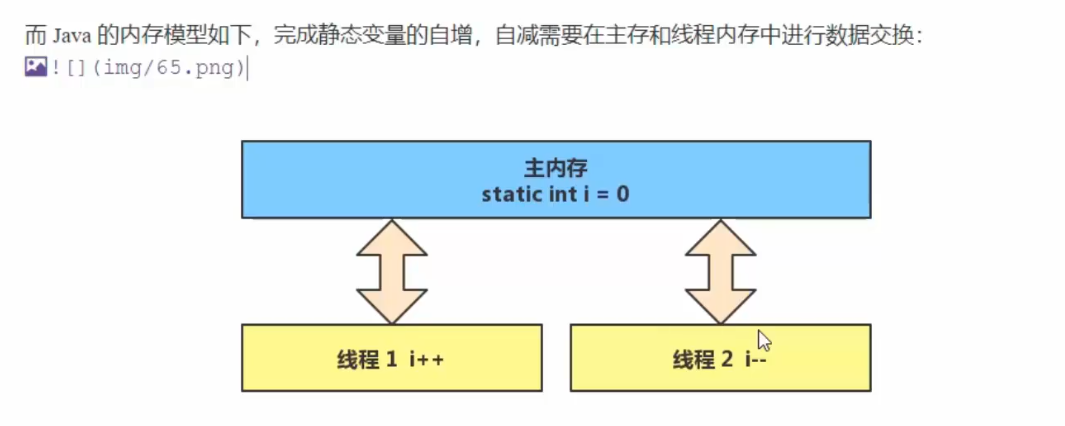 而 Java 的内存模型如下，完成静态变量的自增，自减需要在主存和线程内存中进行数据交换：
![](img/65.png)
主内存
static int i = 0
线程 1 i++
线程 2 i--